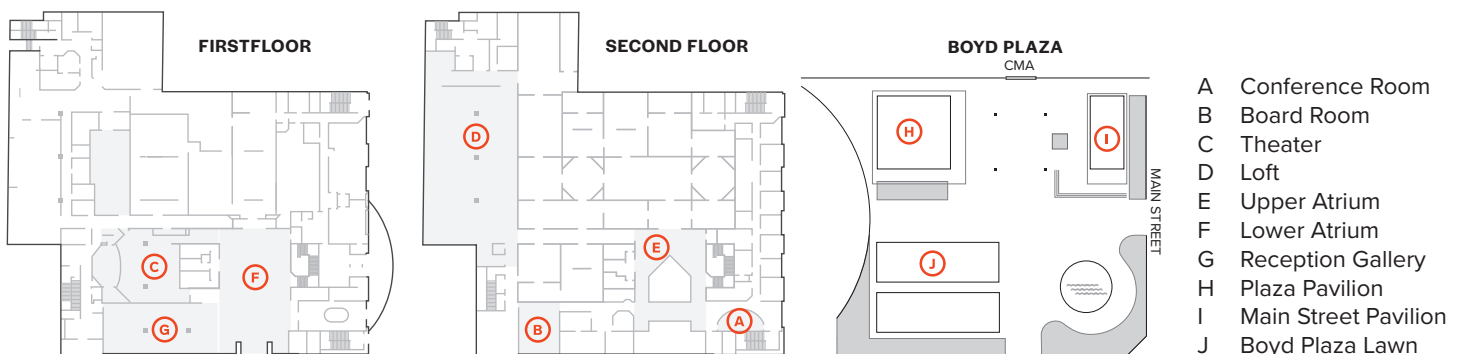 FIRSTFLOOR
SECOND FLOOR
BOYD PLAZA
CMA
D
H
I
E
C
F
J
G
B
A
MAIN STREET
A Conference Room
B Board Room
C Theater
D Loft
E Upper Atrium
F Lower Atrium
G Reception Gallery
H Plaza Pavilion
I Main Street Pavilion
J Boyd Plaza Lawn